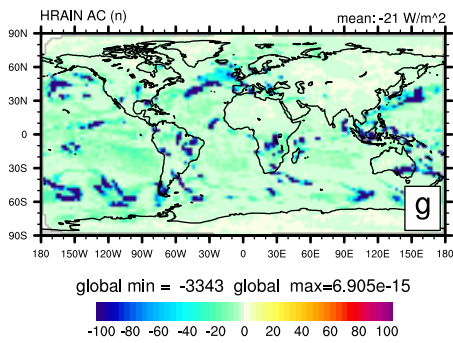 HRAIN AC (n) mean: -21 W/m^2
90N
60N
30N
0
30S
60S
90S
g
180 150W 120W 90W 60W 30W 0 30E 60E 90E 120E 150E 180
global min = -3343 global max=6.905e-15
-100 -80 -60 -40 -20 0 20 40 60 80 100